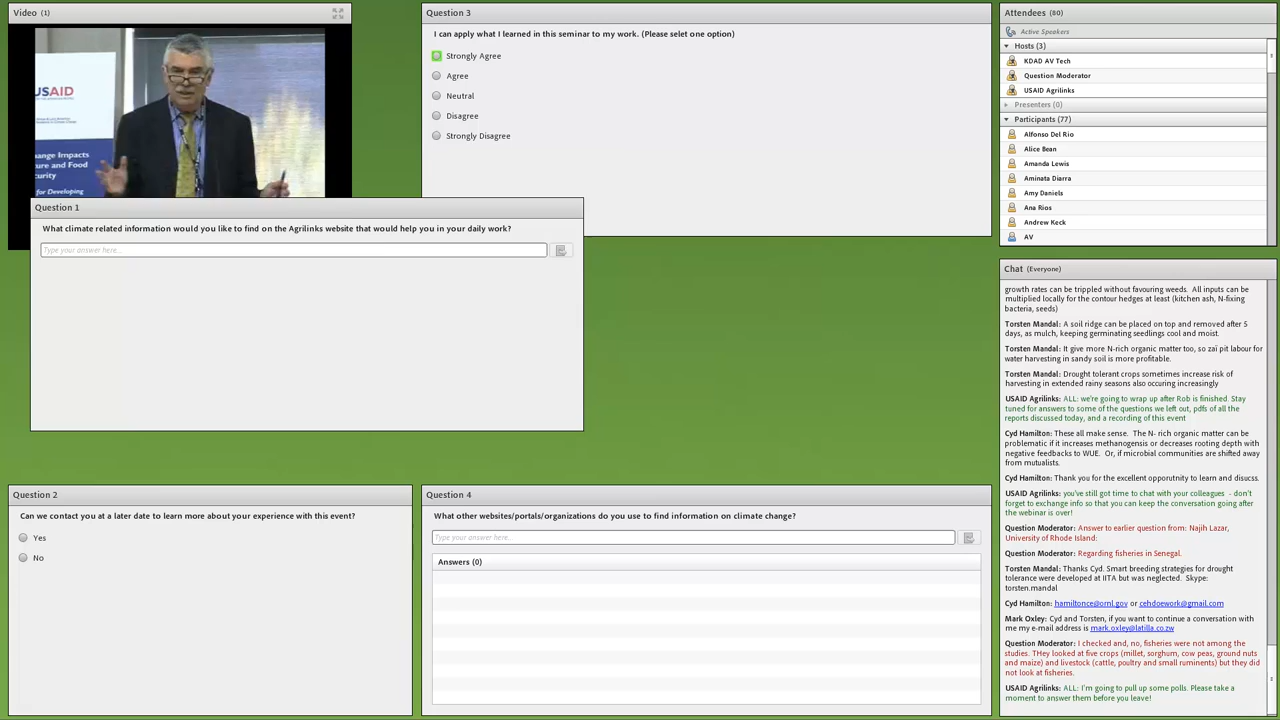 Video (1)
USAID
hange Impacts
ure and Food
curity
for Developing
Question 1
What climate related information would you like to find on the Agrilinks website that would help you in your daily work?
Type your answer here...
Question 2
Can we contact you at a later date to learn more about your experience with this event?
Yes
No
Question 3
I can apply what I learned in this seminar to my work. (Please selet one option)
Strongly Agree
Agree
Neutral
Disagree
Strongly Disagree
Question 4
What other websites/portals/organizations do you use to find information on climate change?
Type your answer here...
Answers (0)
Attendees (80)
Active Speakers
Hosts (3)
KDAD AV Tech
Question Moderator
USAID Agrilinks
Presenters (0)
Participants (77)
Alfonso Del Rio
Alice Bean
Amanda Lewis
Aminata Diarra
Amy Daniels
Ana Rios
Andrew Keck
AV
Chat (Everyone)
growth rates can be trippled without favouring weeds. All inputs can be
multiplied locally for the contour hedges at least (kitchen ash, N-fixing
bacteria, seeds)
Torsten Mandal: A soil ridge can be placed on top and removed after 5
days, as mulch, keeping germinating seedlings cool and moist.
Torsten Mandal: It give more N-rich organic matter too, so zaï pit labour for
water harvesting in sandy soil is more profitable.
Torsten Mandal: Drought tolerant crops sometimes increase risk of
harvesting in extended rainy seasons also occuring increasingly
USAID Agrilinks: ALL: we're going to wrap up after Rob is finished. Stay
tuned for answers to some of the questions we left out, pdfs of all the
reports discussed today, and a recording of this event
Cyd Hamilton: These all make sense. The N- rich organic matter can be
problematic if it increases methanogensis or decreases rooting depth with
negative feedbacks to WUE. Or, if microbial communities are shifted away
from mutualists.
Cyd Hamilton: Thank you for the excellent opporutnity to learn and disucss.
USAID Agrilinks: you've still got time to chat with your colleagues - don't
forget to exchange info so that you can keep the conversation going after
the webinar is over!
Question Moderator: Answer to earlier question from: Najih Lazar,
University of Rhode Island:
Question Moderator: Regarding fisheries in Senegal.
Torsten Mandal: Thanks Cyd. Smart breeding strategies for drought
tolerance were developed at IITA but was neglected. Skype:
torsten.mandal
Cyd Hamilton: hamiltonce@ornl.gov or cehdoework@gmail.com
Mark Oxley: Cyd and Torsten, if you want to continue a conversation with
me my e-mail address is mark.oxley@latilla.co.zw
Question Moderator: I checked and, no, fisheries were not among the
studies. THey looked at five crops (millet, sorghum, cow peas, ground nuts
and maize) and livestock (cattle, poultry and small ruminents) but they did
not look at fisheries.
USAID Agrilinks: ALL: I'm going to pull up some polls. Please take a
moment to answer them before you leave!